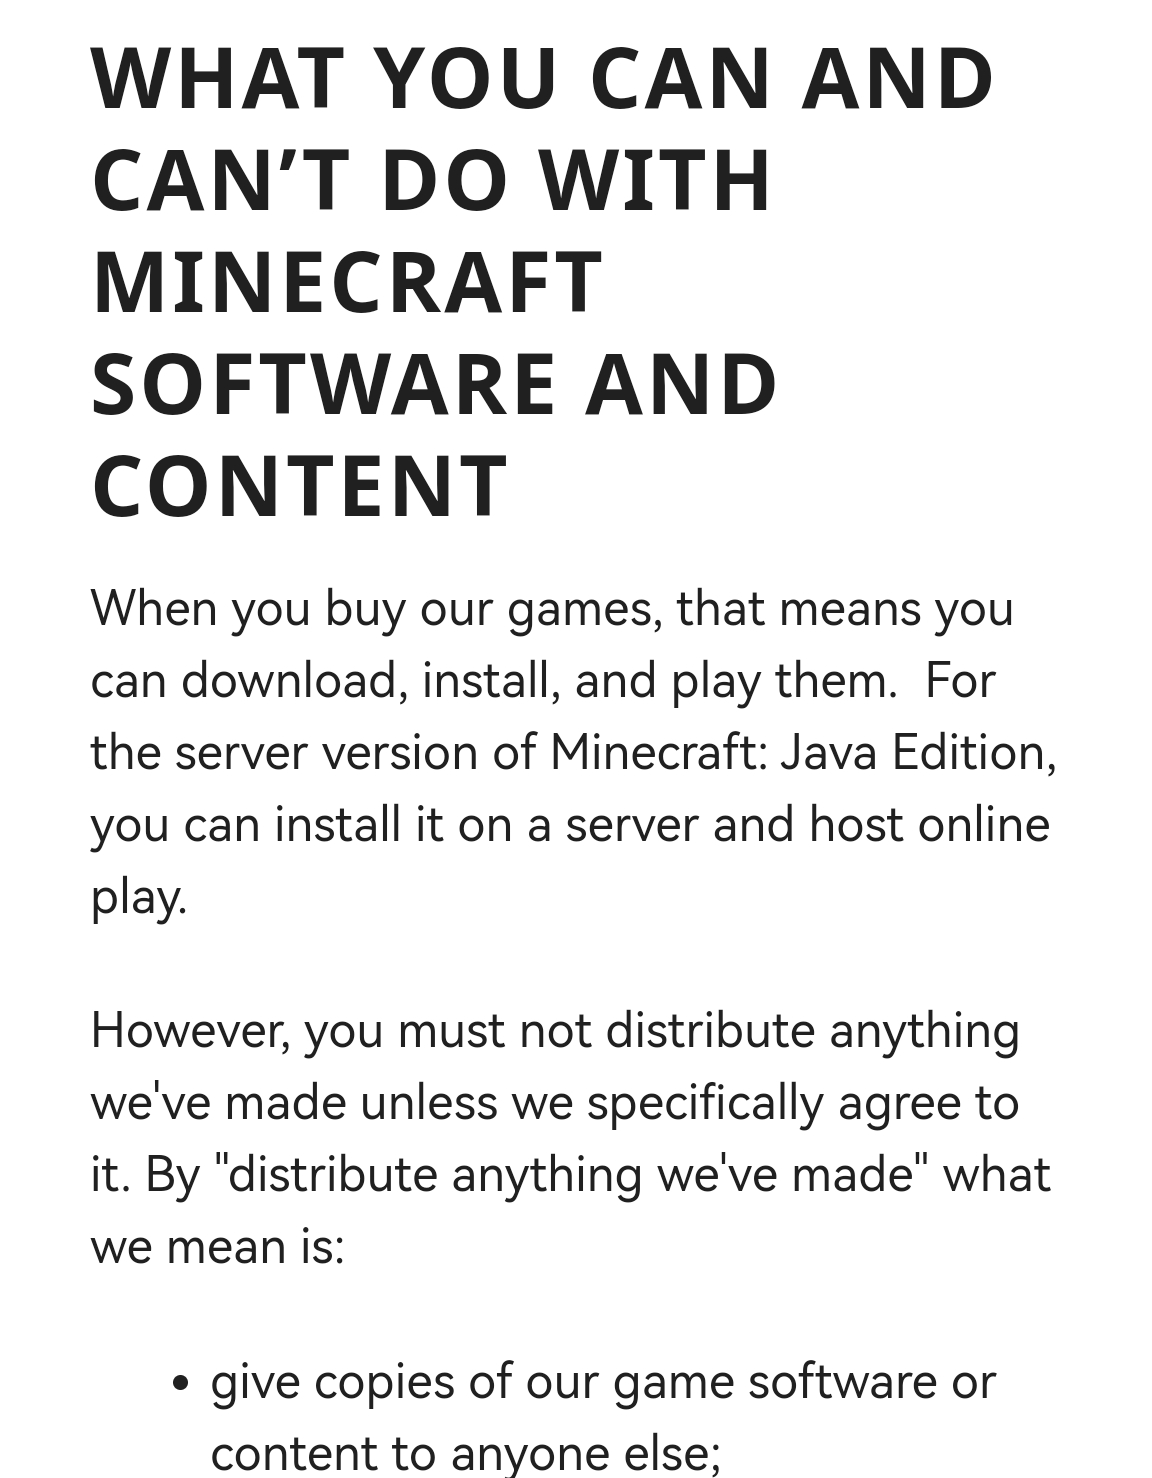 WHAT YOU CAN AND
CAN’T DO WITH
MINECRAFT
SOFTWARE AND
CONTENT
When you buy our games, that means you
can download, install, and play them.  For
the server version of Minecraft: Java Edition,
you can install it on a server and host online
play.
However, you must not distribute anything
we've made unless we specifically agree to
it. By "distribute anything we've made" what
we mean is:
• give copies of our game software or
content to anyone else;